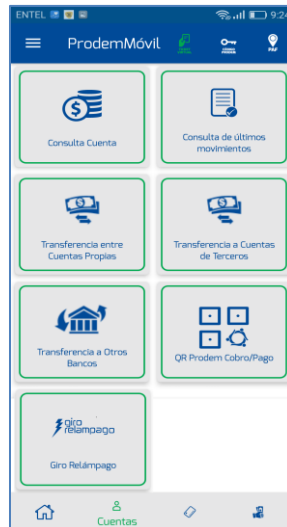 ENTEL 9:24
ProdemMóvil
PAF
Consulta Cuenta
Consulta de últimos
movimientos
Transferencia entre
Cuentas Propias
Transferencia a Cuentas
de Terceros
Transferencia a Otros
Bancos
QR Prodem Cobro/Pago
giro
relámpago
Giro Relámpago
Cuentas